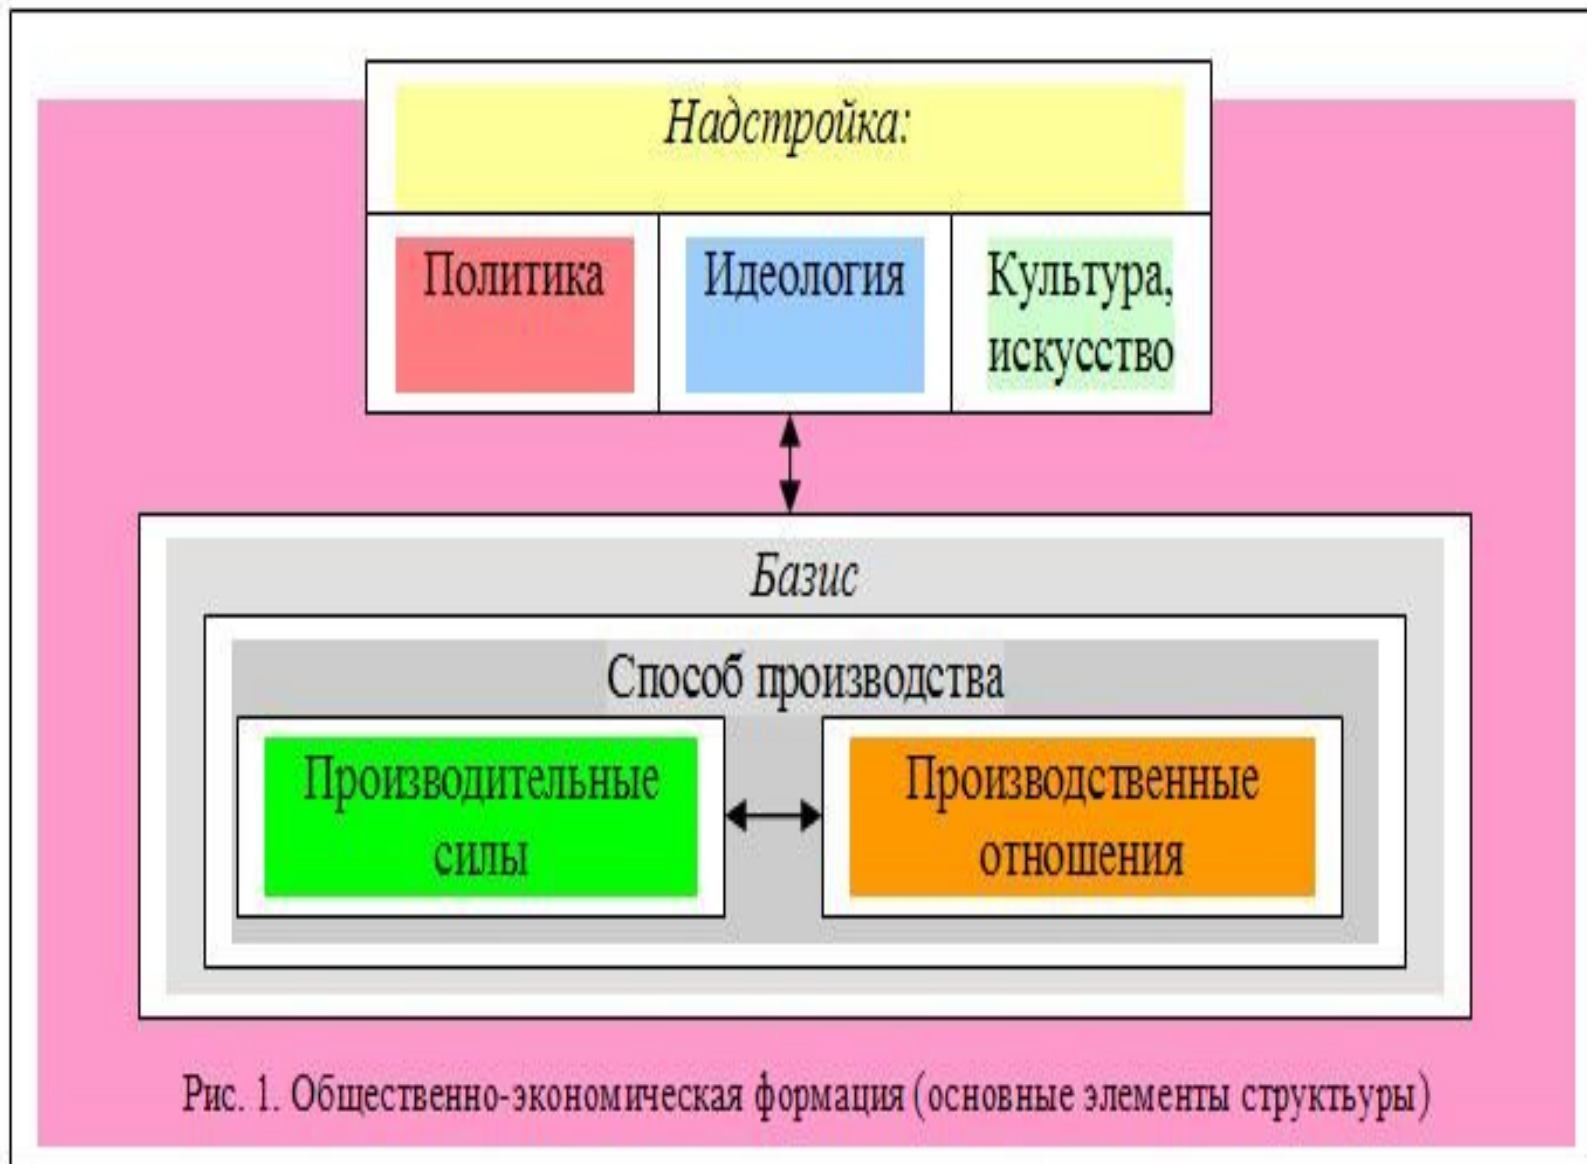 Надстройка:
Политика
Идеология
Культура,
искусство
Базис
Способ производства
Производительные
силы
Производственные
отношения
Рис. 1. Общественно-экономическая формация (основные элементы структьуры)